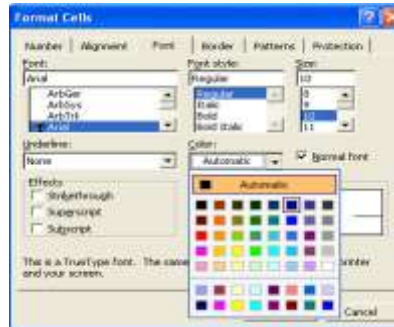 Format Cells
Number Alignment Font Border Patterns Protection
Font: Font style: Size:
Arial Regular 10
ArbGer Regular 8
ArbSys Italic 9
ArbTri Bold 10
Arial Bold Italic 11
Underline: Color:
None Automatic Normal font
Effects Automatic
Strikethrough
Superscript
Subscript
This is a TrueType font. The same printer
and your screen.
Cancel